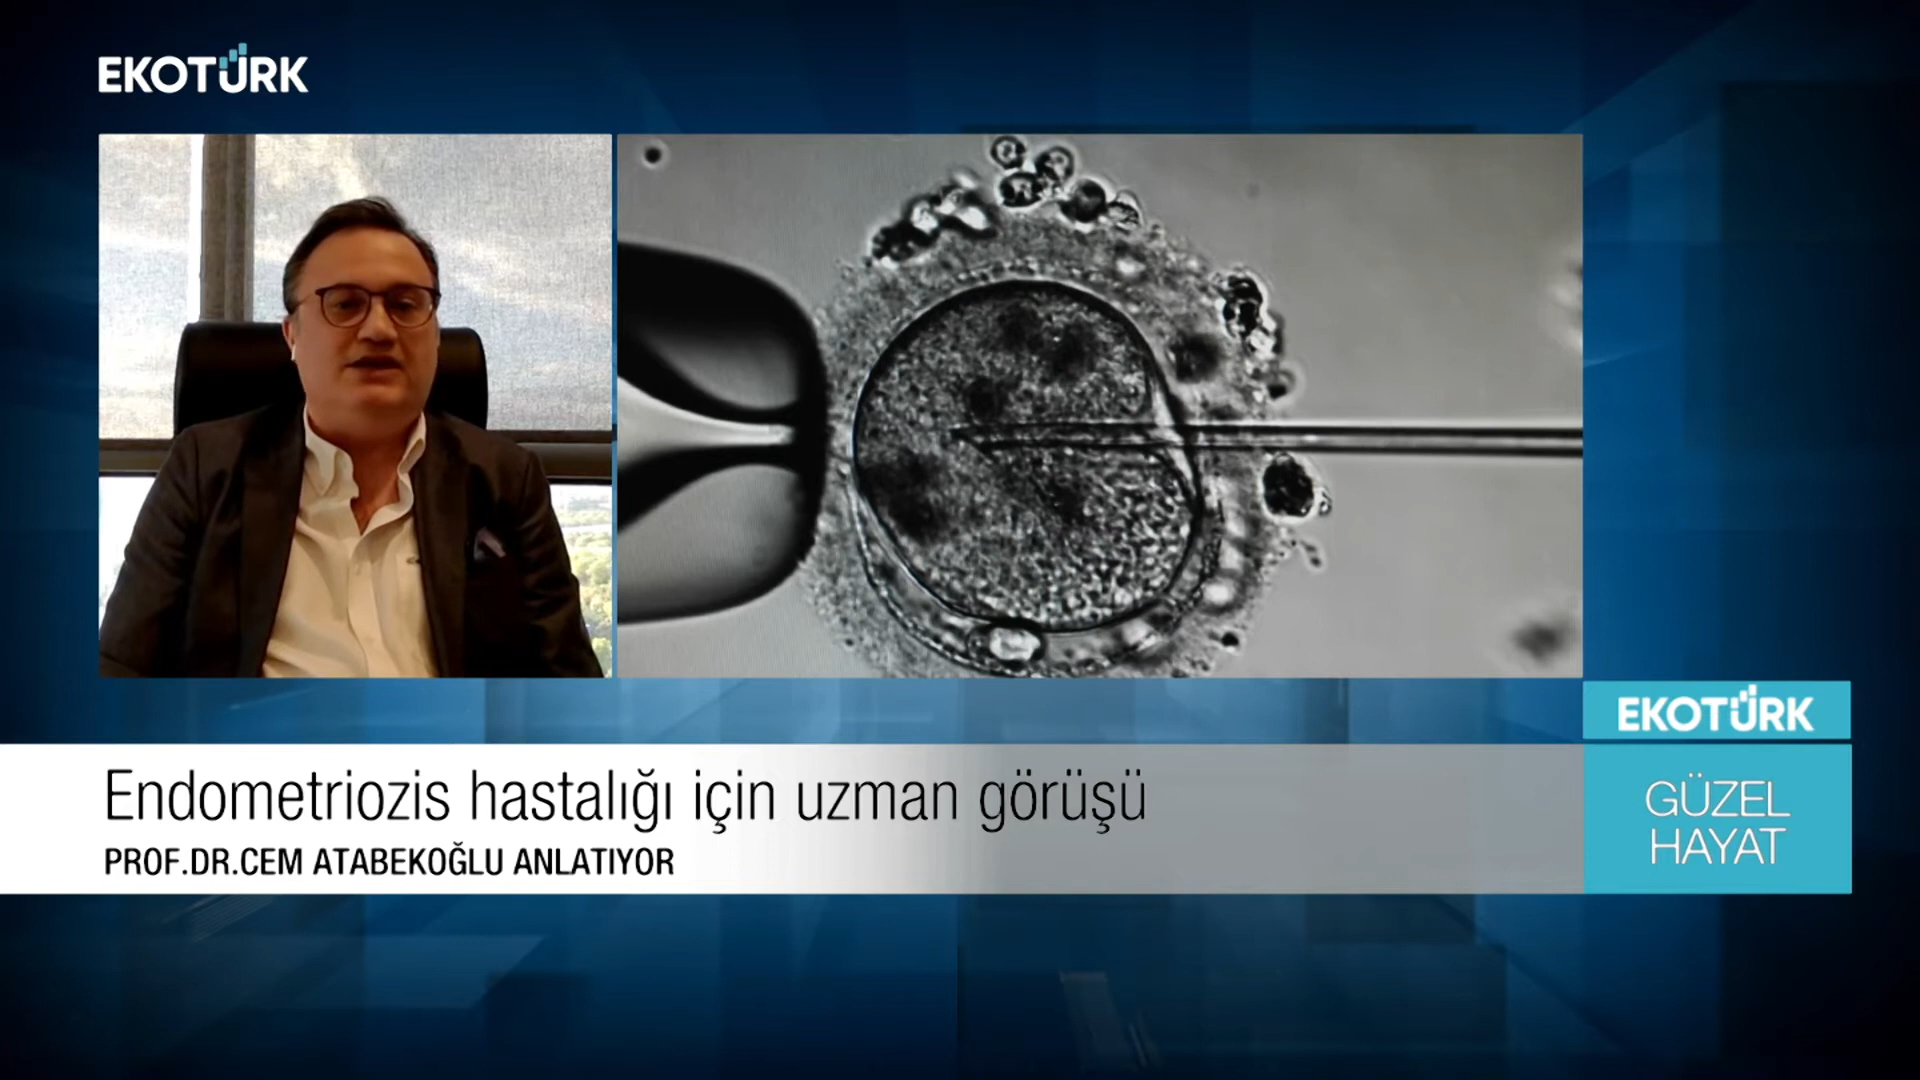 EKOTÜRK
EKOTÜRK
Endometriozis hastalığı için uzman görüşü
PROF.DR.CEM ATABEKOĞLU ANLATIYOR
GÜZEL
HAYAT